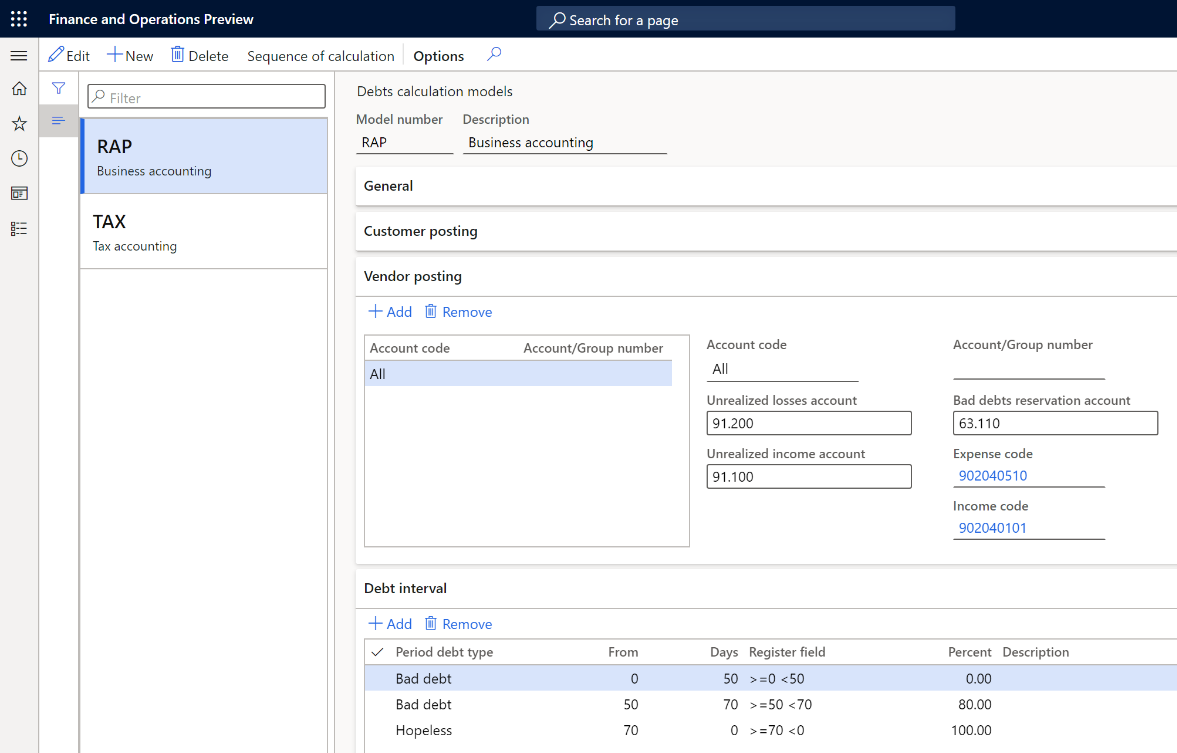 Finance and Operations Preview
Search for a page
Edit New Delete Sequence of calculation Options
Filter
RAP
Business accounting
TAX
Tax accounting
Debts calculation models
Model number Description
RAP Business accounting
General
Customer posting
Vendor posting
Add Remove
Account code Account/Group number
All
Account code Account/Group number
All
Unrealized losses account Bad debts reservation account
91.200 63.110
Unrealized income account Expense code
91.100 902040510
Income code
902040101
Debt interval
Add Remove
Period debt type From Days Register field Percent Description
Bad debt 0 50 >=0 <50 0.00
Bad debt 50 70 >=50 <70 80.00
Hopeless 70 0 >=70 <0 100.00